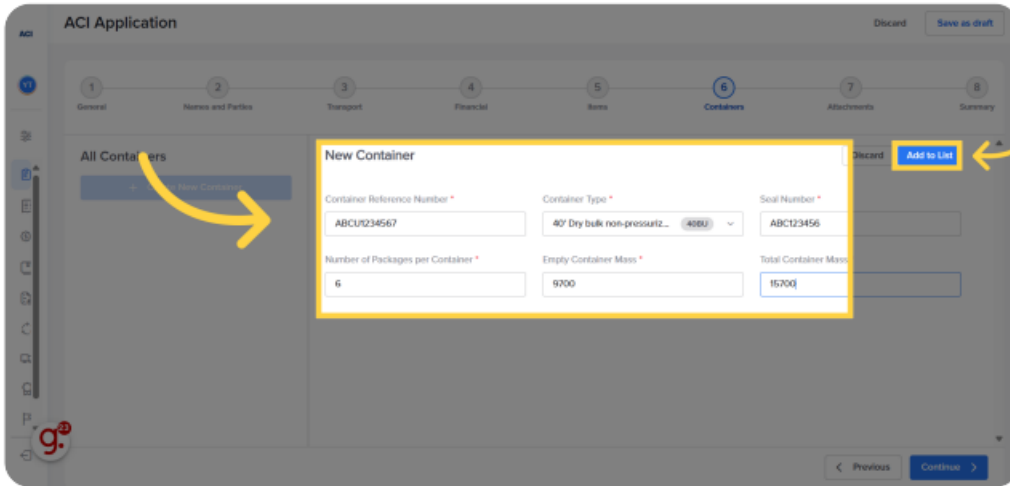 ACI Application
Discard
Save as draft
ACI
YT
1
2
3
4
5
6
7
8
General
Names and Parties
Transport
Financial
Items
Containers
Attachments
Summary
All Containers
New Container
Discard
Add to List
New Container
Container Reference Number *
Container Type *
Seal Number *
ABCU1234567
40' Dry bulk non-pressuriz...
40BU
ABC123456
Number of Packages per Container *
Empty Container Mass *
Total Container Mass
6
9700
15700
g.
23
Previous
Continue